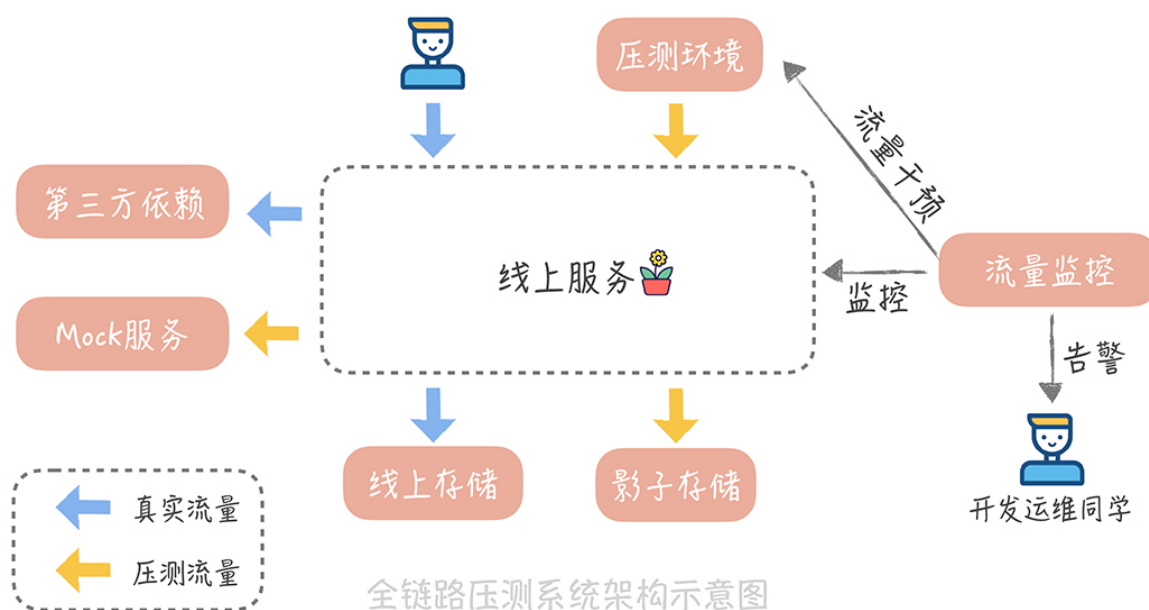 压测环境
流量干预
第三方依赖
线上服务
流量监控
监控
Mock服务
告警
线上存储
影子存储
开发运维同学
真实流量
压测流量
全链路压测系统架构示意图